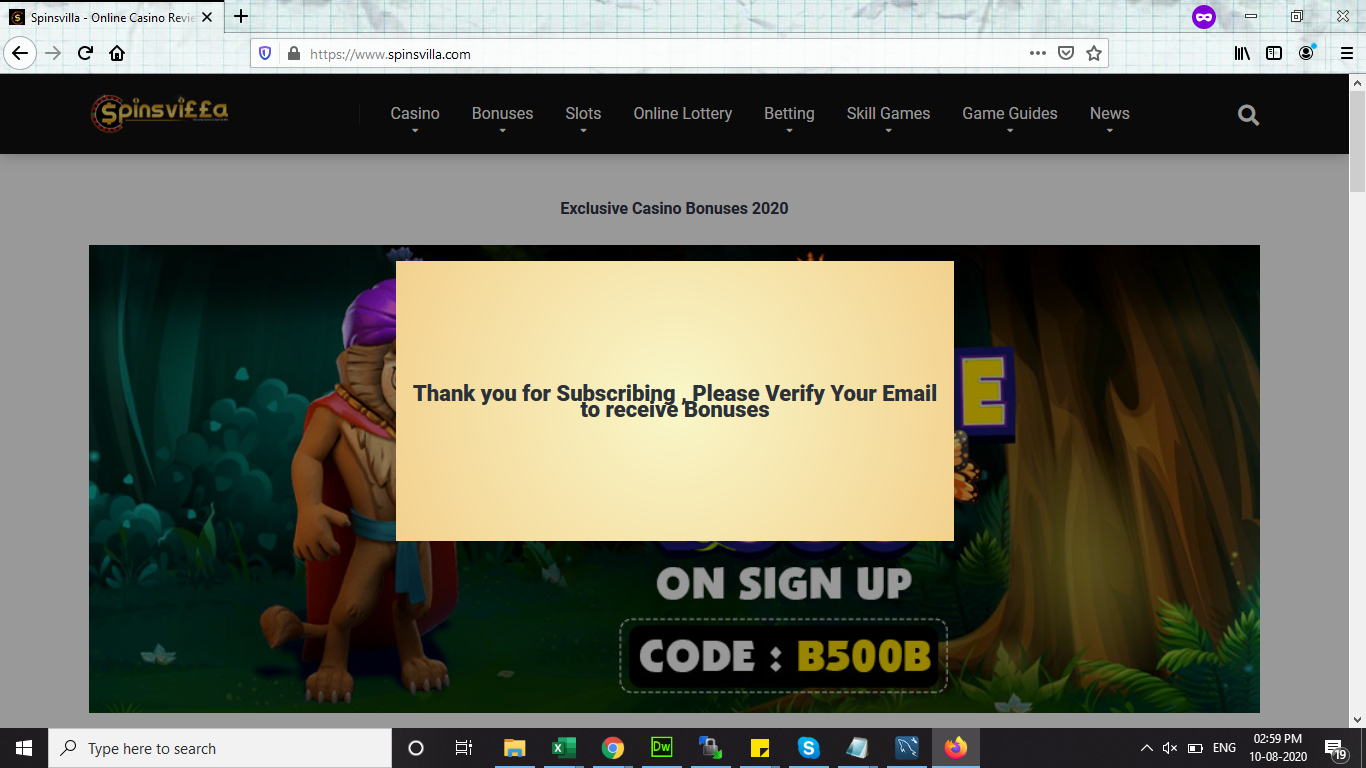 Spinsvilla - Online Casino Revie
https://www.spinsvilla.com
$pinsvi££a
Casino
Bonuses
Slots
Online Lottery
Betting
Skill Games
Game Guides
News
Exclusive Casino Bonuses 2020
Thank you for Subscribing , Please Verify Your Email
to receive Bonuses
E
ON SIGN UP
CODE : B500B
Type here to search
Dw
ENG
02:59 PM
10-08-2020
19